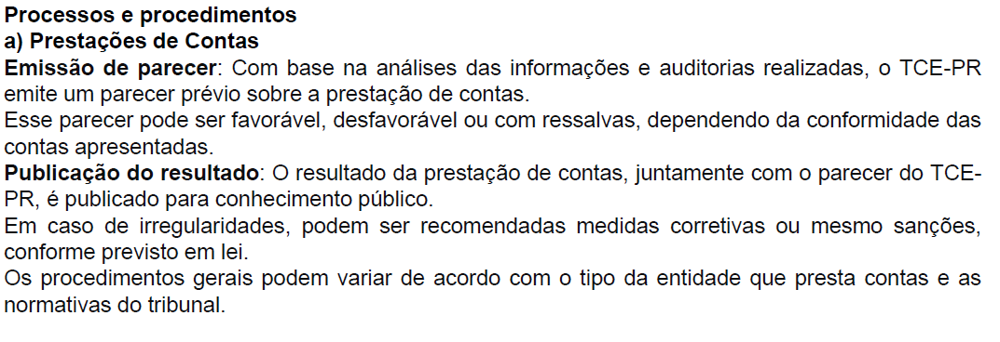 Processos e procedimentos
a) Prestações de Contas
Emissão de parecer: Com base na análises das informações e auditorias realizadas, o TCE-PR
emite um parecer prévio sobre a prestação de contas.
Esse parecer pode ser favorável, desfavorável ou com ressalvas, dependendo da conformidade das
contas apresentadas.
Publicação do resultado: O resultado da prestação de contas, juntamente com o parecer do TCE-
PR, é publicado para conhecimento público.
Em caso de irregularidades, podem ser recomendadas medidas corretivas ou mesmo sanções,
conforme previsto em lei.
Os procedimentos gerais podem variar de acordo com o tipo da entidade que presta contas e as
normativas do tribunal.